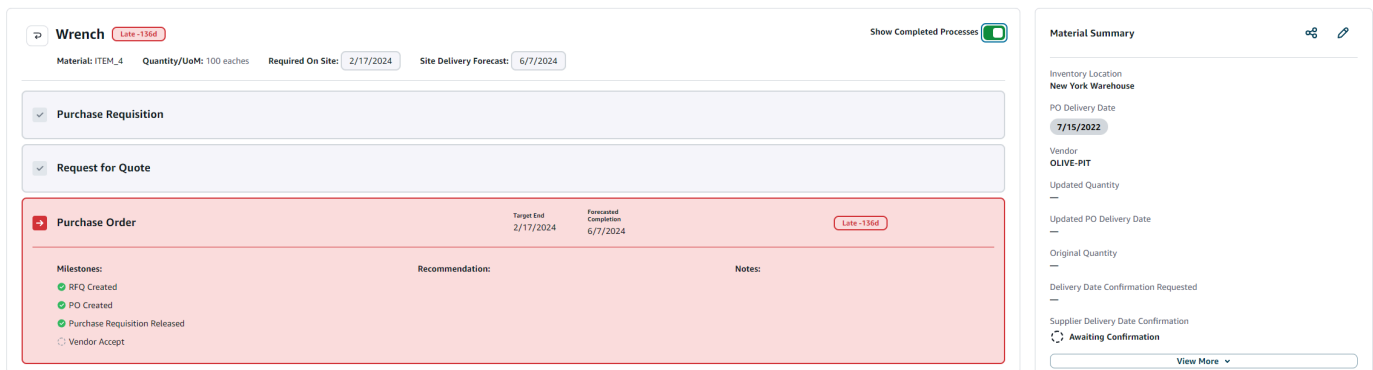 Wrench Late -136d
Show Completed Processes
Material: ITEM_4 Quantity/UoM: 100 eaches Required On Site: 2/17/2024 Site Delivery Forecast: 6/7/2024
Purchase Requisition
Request for Quote
Purchase Order
Target End
2/17/2024
Forecasted
Completion
6/7/2024
Late -136d
Milestones:
RFQ Created
PO Created
Purchase Requisition Released
Vendor Accept
Recommendation:
Notes:
Material Summary
Inventory Location
New York Warehouse
PO Delivery Date
7/15/2022
Vendor
OLIVE-PIT
Updated Quantity
—
Updated PO Delivery Date
—
Original Quantity
—
Delivery Date Confirmation Requested
—
Supplier Delivery Date Confirmation
Awaiting Confirmation
View More